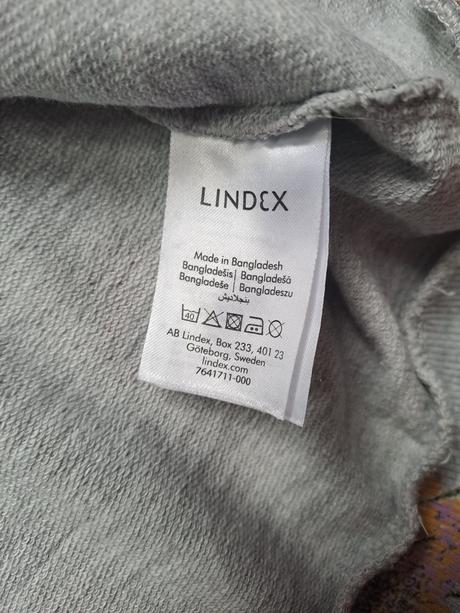 LINDEX
Made in Bangladesh
Bangladešis| Bangladešā
Bangladeše | Bangladeszu
بنجلاديش
40
AB Lindex, Box 233, 401 23
Göteborg, Sweden
lindex.com
7641711-000